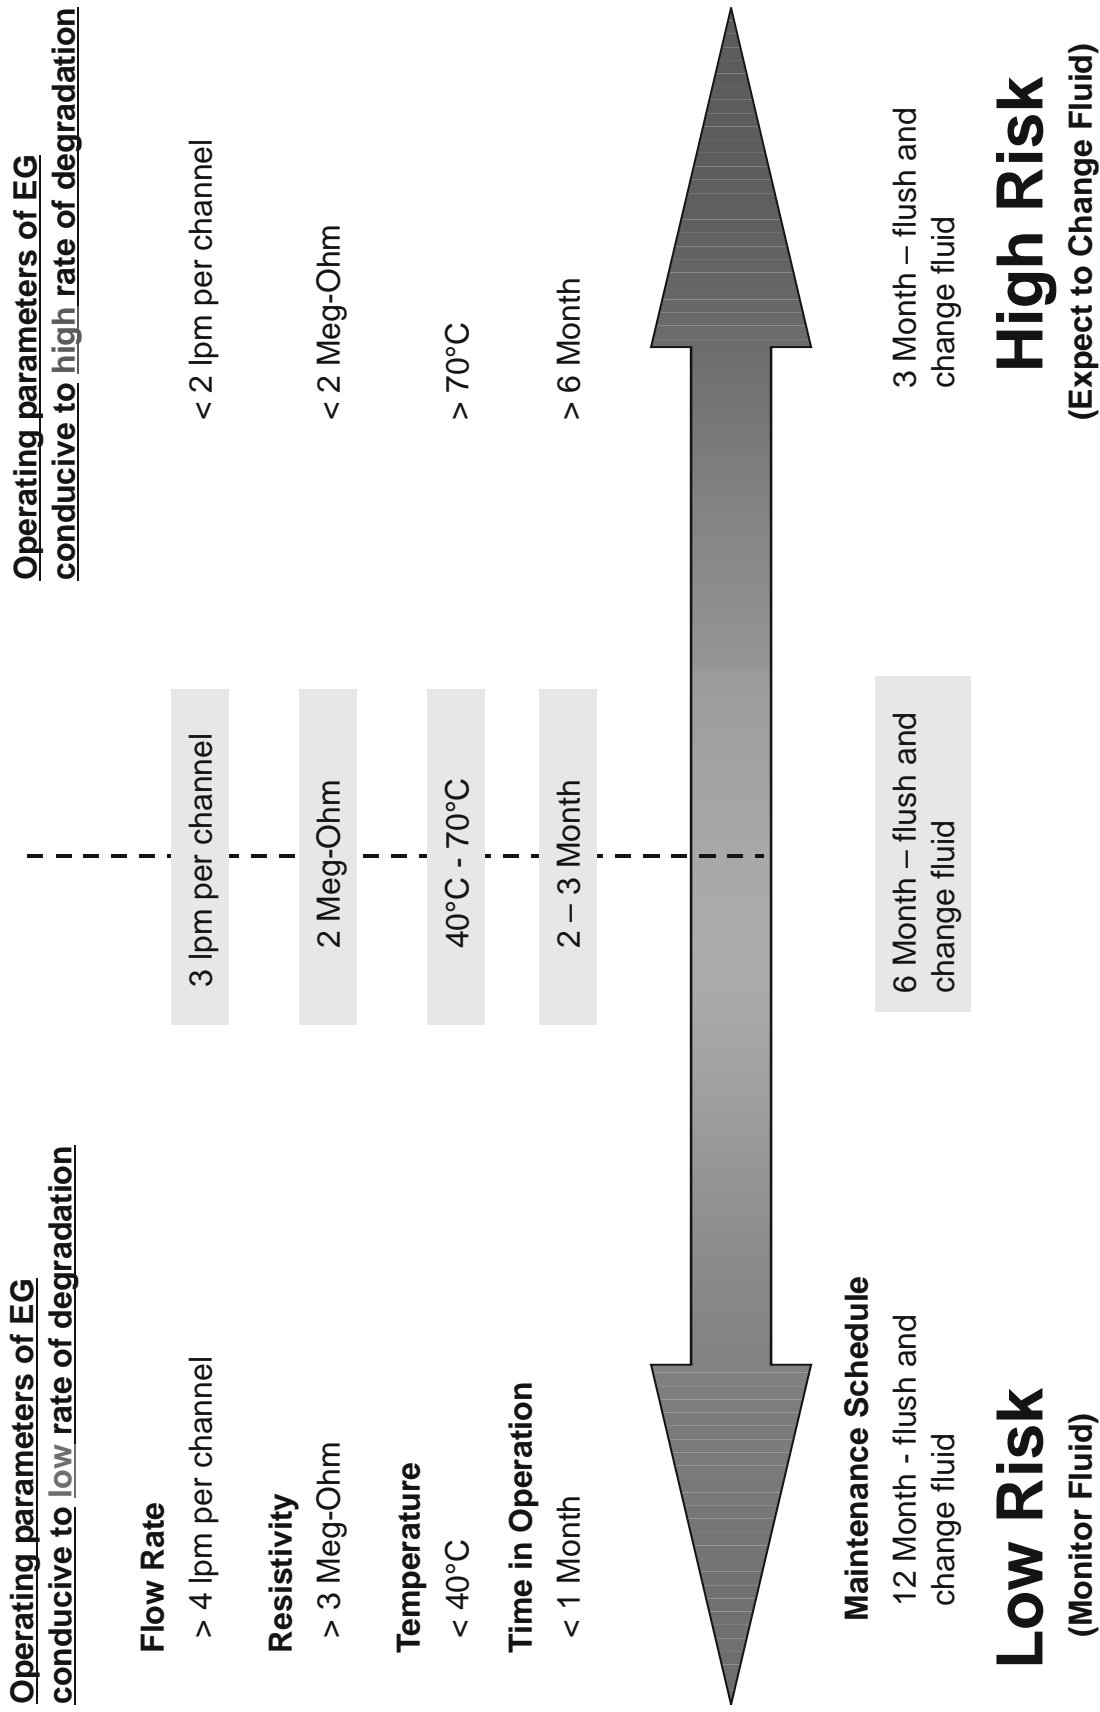 Operating parameters of EG
conducive to low rate of degradation
Operating parameters of EG
conducive to high rate of degradation
Flow Rate
> 4 lpm per channel
3 lpm per channel
< 2 lpm per channel
Resistivity
> 3 Meg-Ohm
2 Meg-Ohm
< 2 Meg-Ohm
Temperature
< 40°C
40°C - 70°C
> 70°C
Time in Operation
< 1 Month
2 – 3 Month
> 6 Month
Maintenance Schedule
12 Month - flush and
change fluid
6 Month – flush and
change fluid
3 Month – flush and
change fluid
Low Risk
(Monitor Fluid)
High Risk
(Expect to Change Fluid)